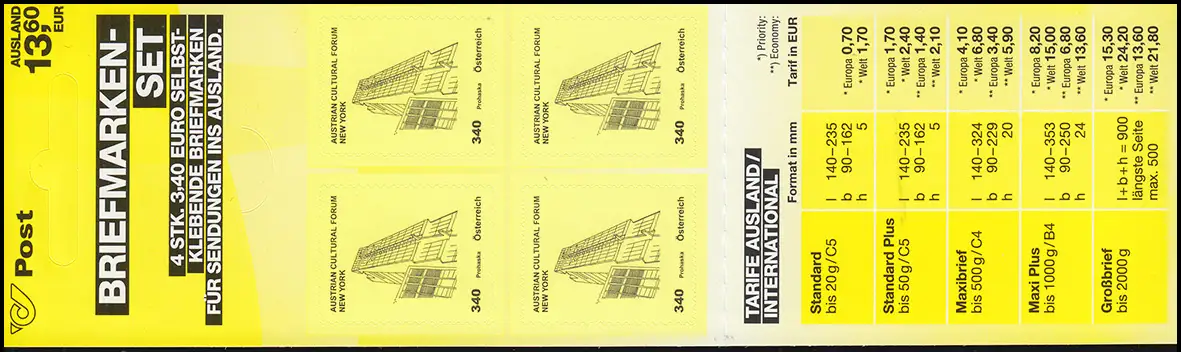 Post
AUSLAND
13,60
EUR
BRIEFMARKEN-
SET
4 STK. 3,40 EURO SELBST-
KLEBENDE BRIEFMARKEN
FÜR SENDUNGEN INS AUSLAND.
AUSTRIAN CULTURAL FORUM
NEW YORK
Prohaska Österreich
340
AUSTRIAN CULTURAL FORUM
NEW YORK
Prohaska Österreich
340
AUSTRIAN CULTURAL FORUM
NEW YORK
Prohaska Österreich
340
AUSTRIAN CULTURAL FORUM
NEW YORK
Prohaska Österreich
340
TARIFE AUSLAND/
INTERNATIONAL
*) Priority:
**) Economy:
Format in mm Tarif in EUR
Standard l 140–235 * Europa 0,70
bis 20g/C5 b 90–162 * Welt 1,70
h 5
Standard Plus l 140–235 * Europa 1,70
bis 50g/C5 b 90–162 * Welt 2,40
h 5 ** Europa 1,40
** Welt 2,10
Maxibrief l 140–324 * Europa 4,10
bis 500g/C4 b 90–229 * Welt 6,80
h 20 ** Europa 3,40
** Welt 5,90
Maxi Plus l 140–353 * Europa 8,20
bis 1000g/B4 b 90–250 * Welt 15,00
h 24 ** Europa 6,80
** Welt 13,60
Großbrief l+b+h = 900 * Europa 15,30
bis 2000g längste Seite * Welt 24,20
max. 500 ** Europa 13,60
** Welt 21,80